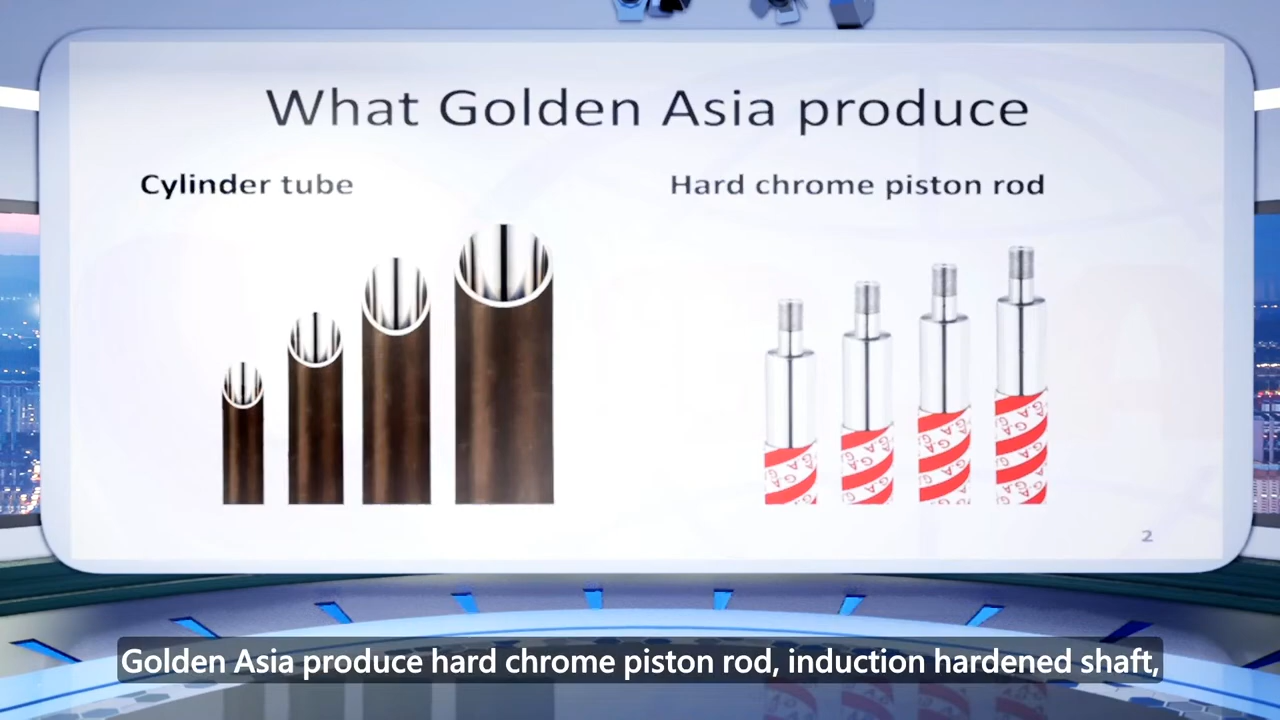 What Golden Asia produce
Cylinder tube
Hard chrome piston rod
2
Golden Asia produce hard chrome piston rod, induction hardened shaft,